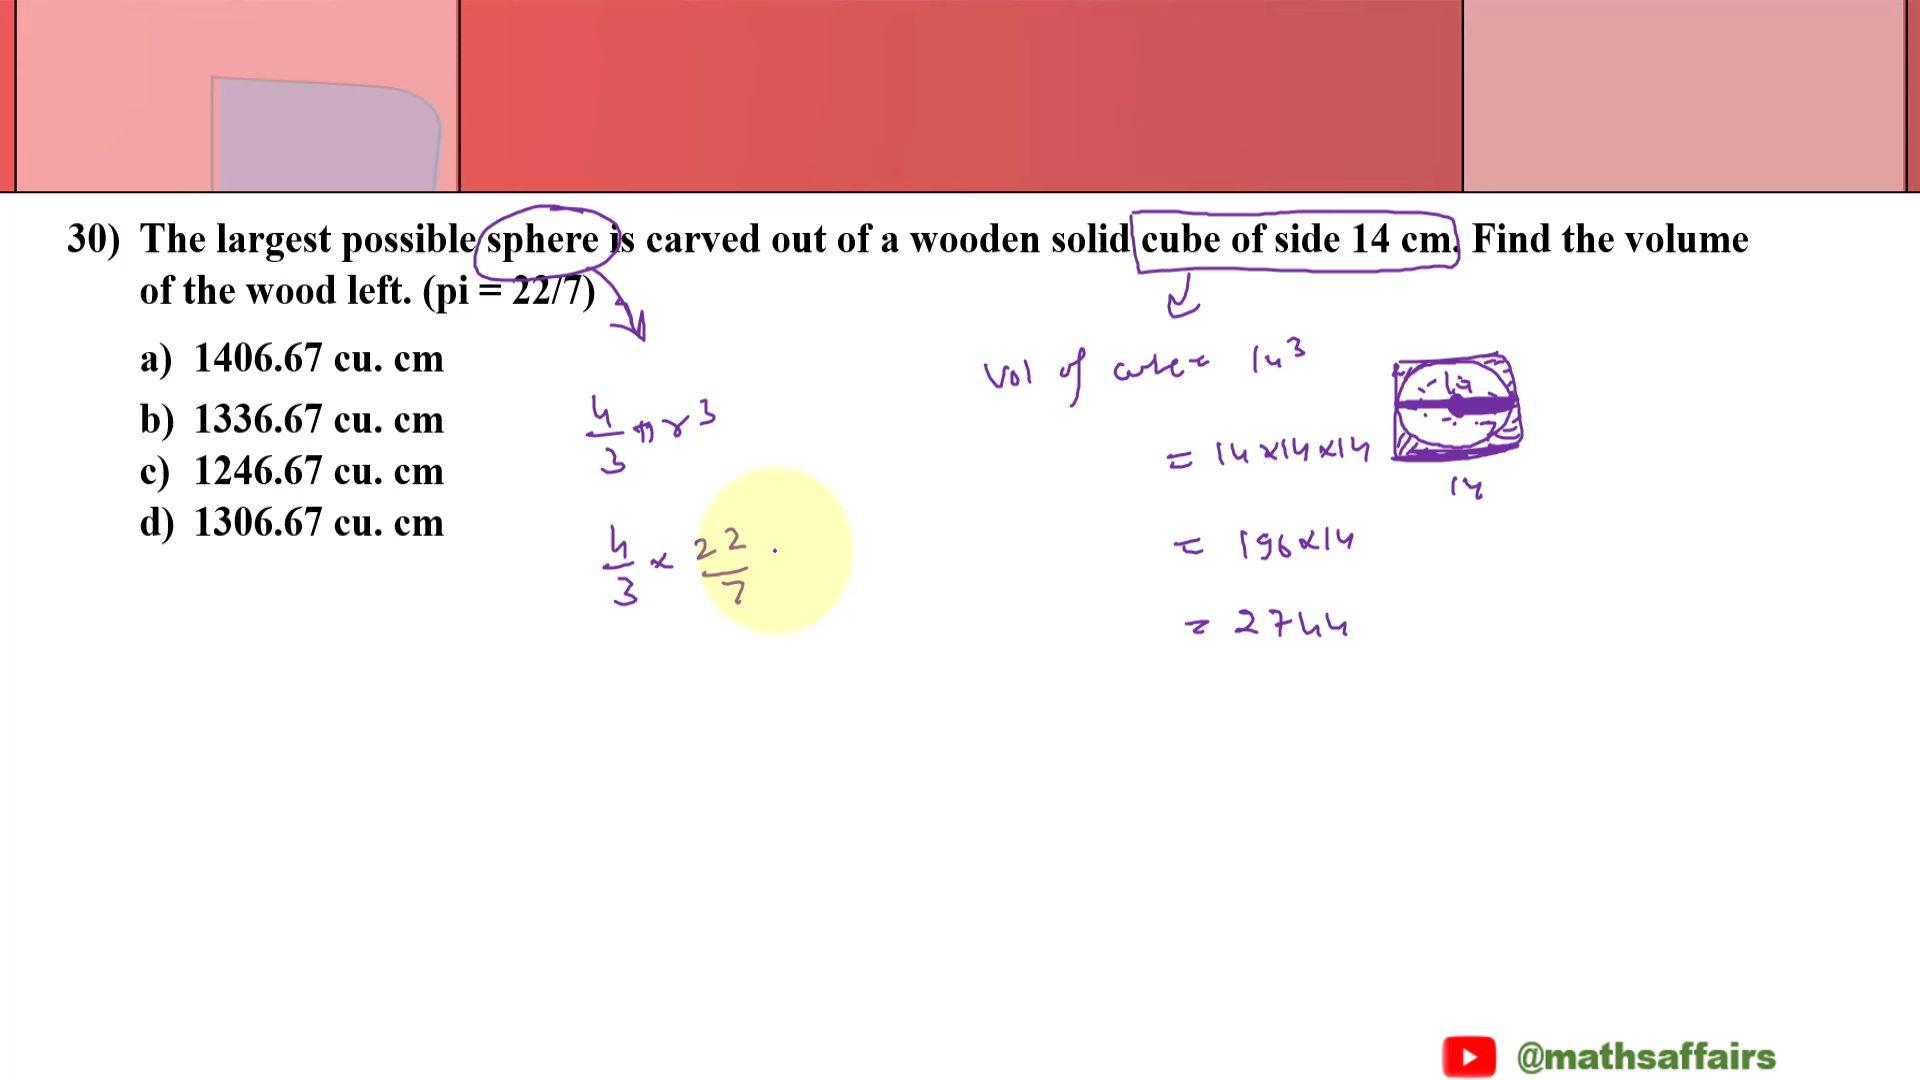 30) The largest possible sphere is carved out of a wooden solid cube of side 14 cm. Find the volume
of the wood left. (pi = 22/7)
a) 1406.67 cu. cm
b) 1336.67 cu. cm
c) 1246.67 cu. cm
d) 1306.67 cu. cm
4/3 πr³
4/3 × 22/7
Vol of cube = 14³
= 14×14×14
= 196×14
= 2744
14
7
14
@mathsaffairs